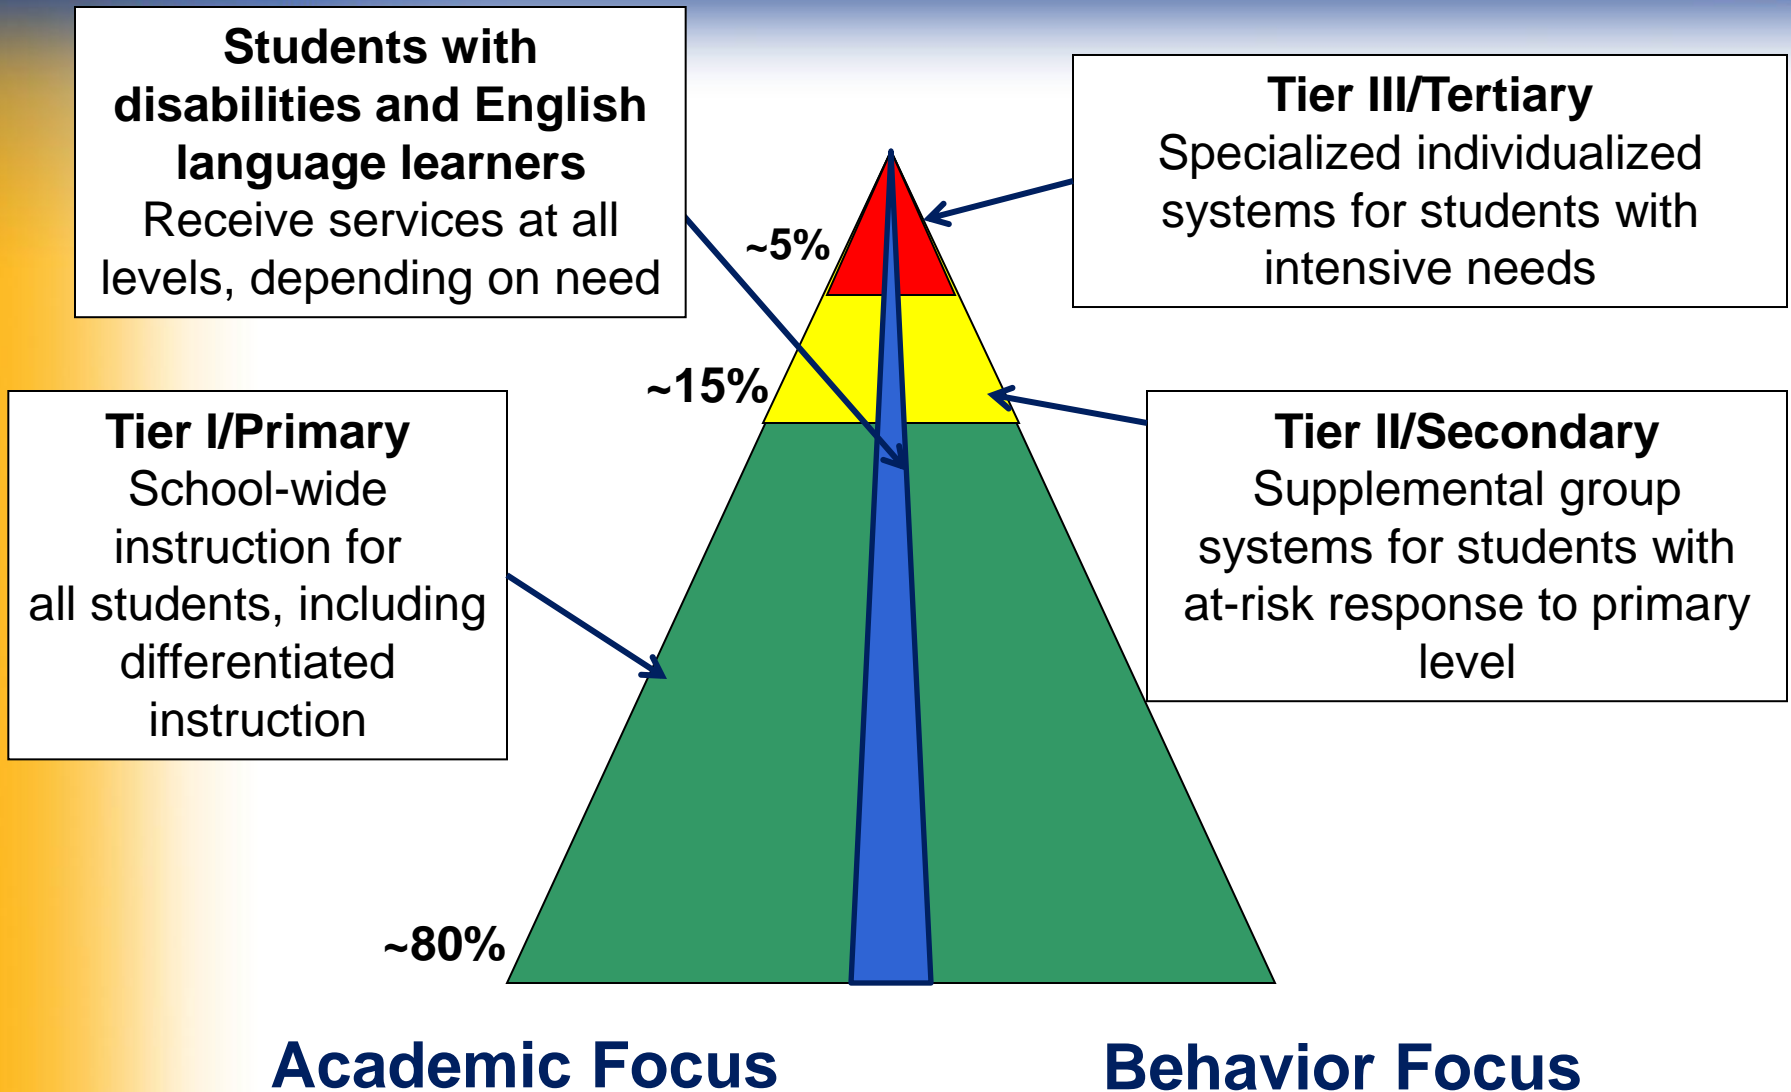 Students with
disabilities and English
language learners
Receive services at all
levels, depending on need
Tier III/Tertiary
Specialized individualized
systems for students with
intensive needs
~5%
~15%
Tier I/Primary
School-wide
instruction for
all students, including
differentiated
instruction
Tier II/Secondary
Supplemental group
systems for students with
at-risk response to primary
level
~80%
Academic Focus
Behavior Focus